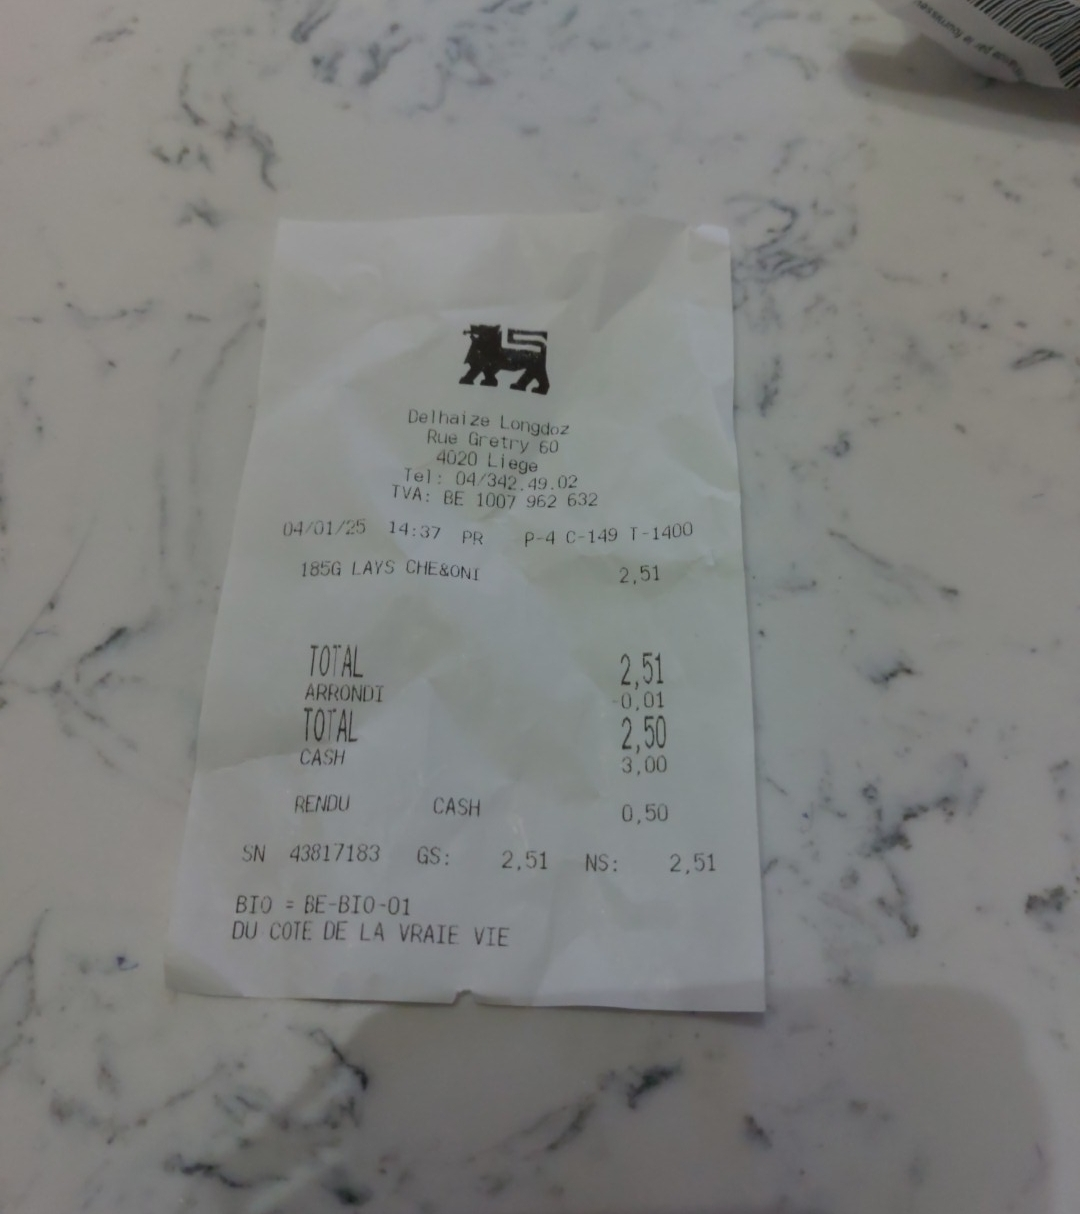 Delhaize Longdoz
Rue Gretry 60
4020 Liege
Tel: 04/342.49.02
TVA: BE 1007 962 632
04/01/25 14:37 PR P-4 C-149 T-1400
185G LAYS CHE&ONI 2,51
TOTAL 2,51
ARRONDI -0,01
TOTAL 2,50
CASH 3,00
RENDU CASH 0,50
SN 43817183 GS: 2,51 NS: 2,51
BIO = BE-BIO-01
DU COTE DE LA VRAIE VIE